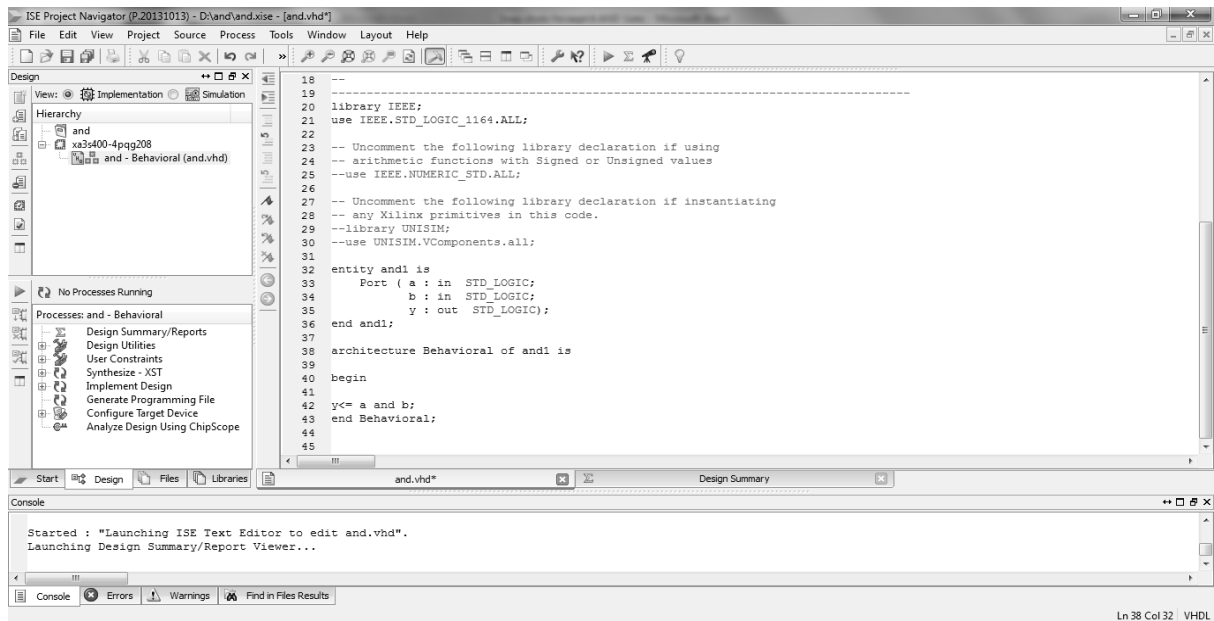 ISE Project Navigator (P.20131013) - D:\and\and.xise - [and.vhd*]
File Edit View Project Source Process Tools Window Layout Help
Design
View: Implementation Simulation
Hierarchy
and
xa3s400-4pqg208
and - Behavioral (and.vhd)
No Processes Running
Processes: and - Behavioral
Design Summary/Reports
Design Utilities
User Constraints
Synthesize - XST
Implement Design
Generate Programming File
Configure Target Device
Analyze Design Using ChipScope
Start Design Files Libraries
18 --
19 --------------------------------------------------------------------------------
20 library IEEE;
21 use IEEE.STD_LOGIC_1164.ALL;
22
23 -- Uncomment the following library declaration if using
24 -- arithmetic functions with Signed or Unsigned values
25 --use IEEE.NUMERIC_STD.ALL;
26
27 -- Uncomment the following library declaration if instantiating
28 -- any Xilinx primitives in this code.
29 --library UNISIM;
30 --use UNISIM.VComponents.all;
31
32 entity and1 is
33 Port ( a : in STD_LOGIC;
34 b : in STD_LOGIC;
35 y : out STD_LOGIC);
36 end and1;
37
38 architecture Behavioral of and1 is
39
40 begin
41
42 y<= a and b;
43 end Behavioral;
44
45
and.vhd* Design Summary
Console
Started : "Launching ISE Text Editor to edit and.vhd".
Launching Design Summary/Report Viewer...
Console Errors Warnings Find in Files Results
Ln 38 Col 32 VHDL